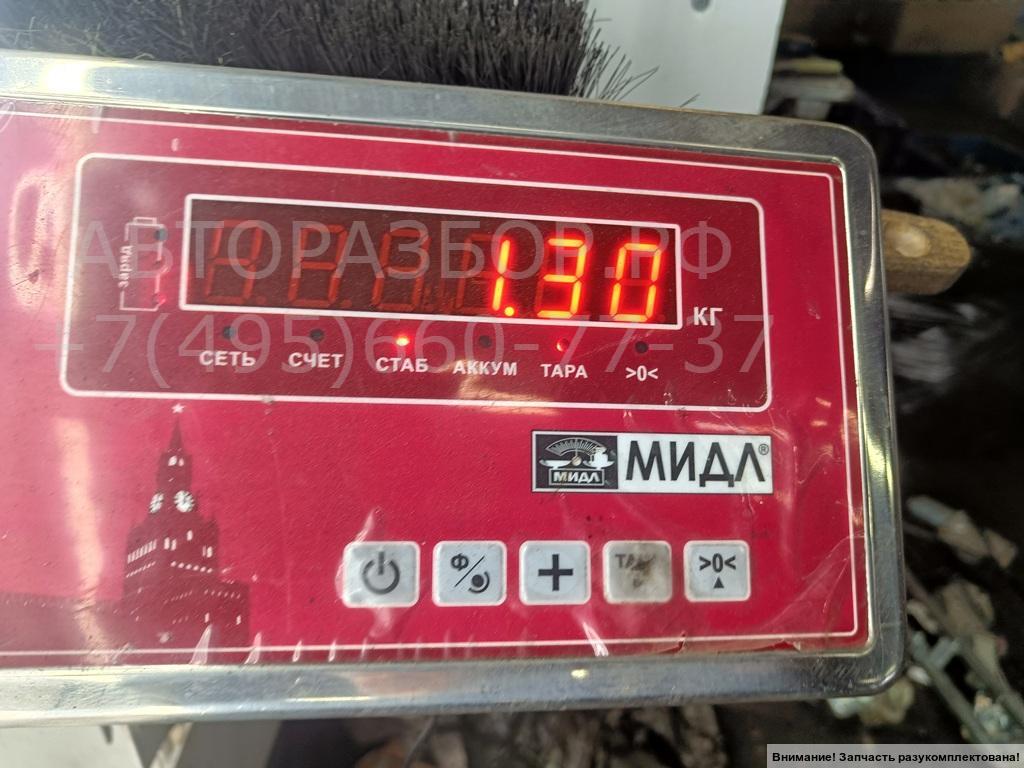 АВТОРАЗБОР.РФ
+7(495)660-77-37
заряд
1.30
КГ
СЕТЬ СЧЕТ СТАБ АККУМ ТАРА >0<
МИДЛ МИДЛ®
Ф + >0<
Внимание! Запчасть разукомплектована!